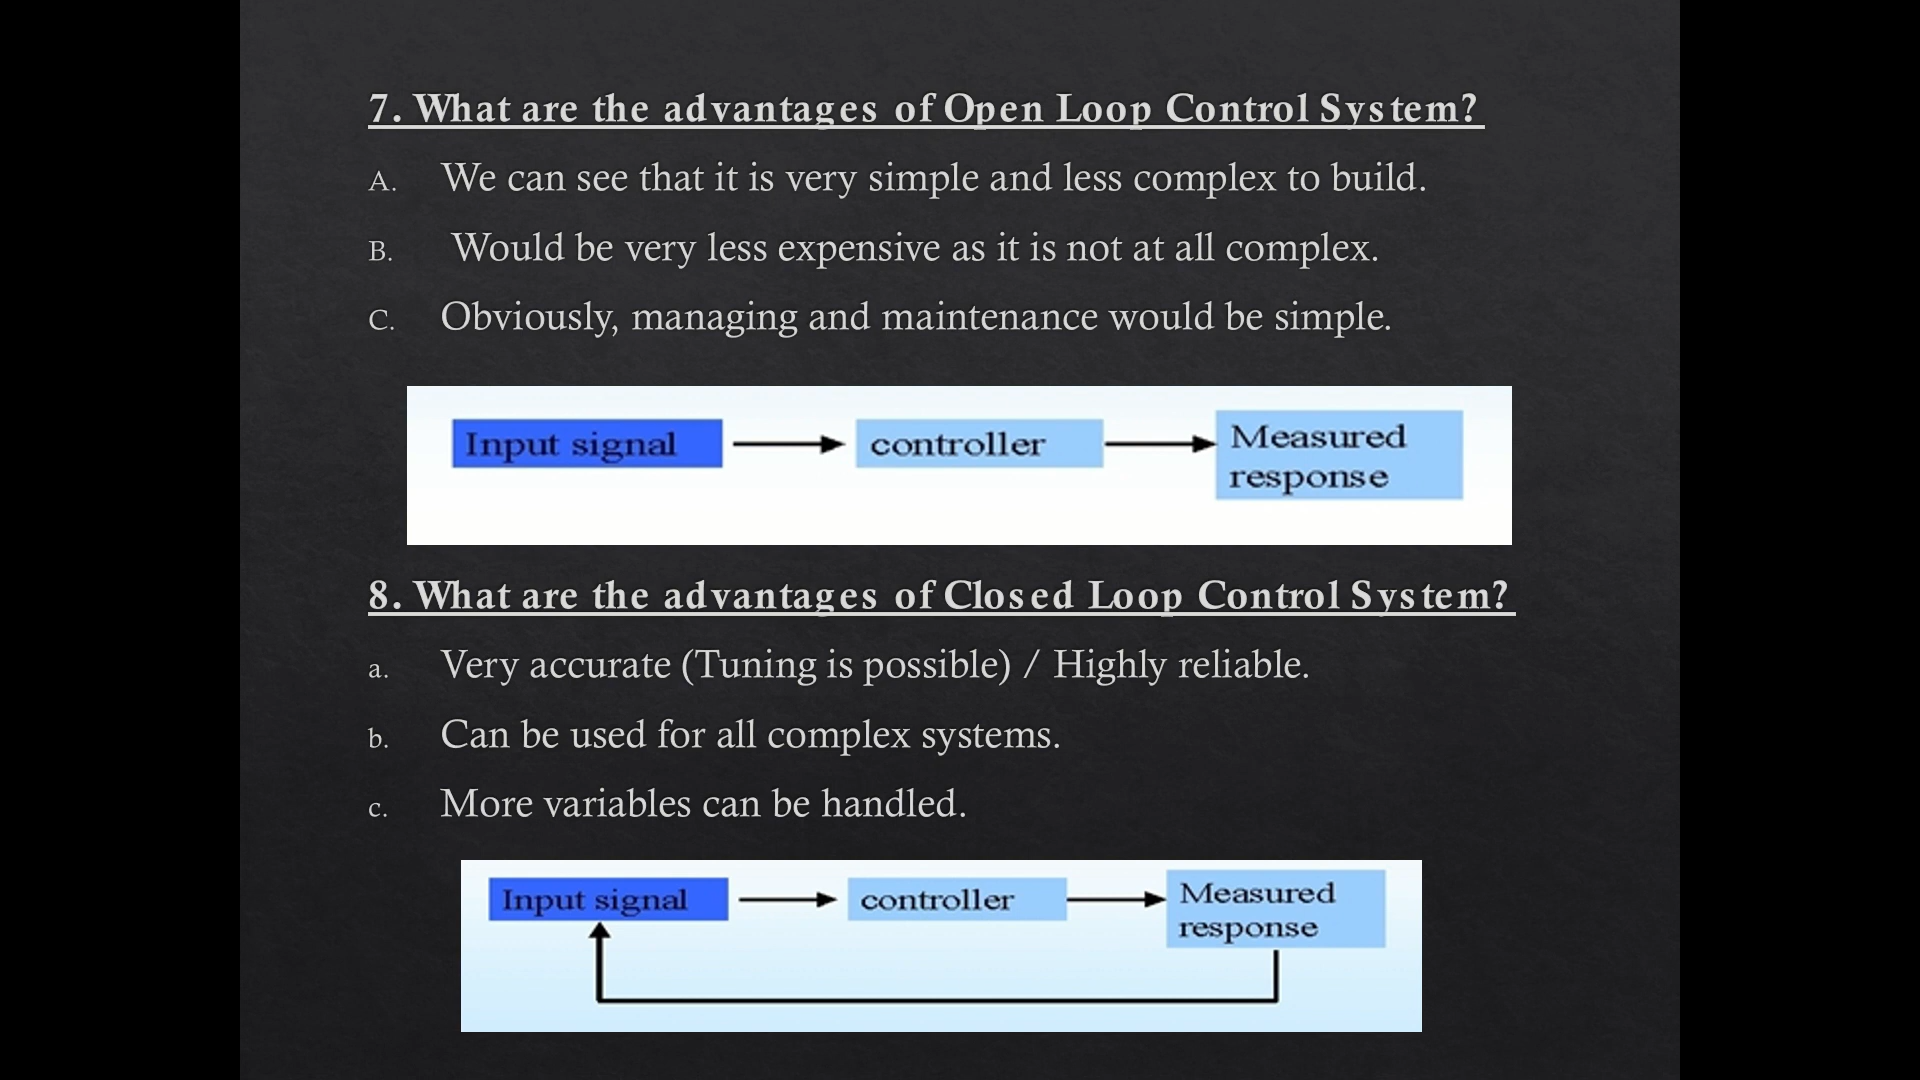 7. What are the advantages of Open Loop Control System?
A. We can see that it is very simple and less complex to build.
B. Would be very less expensive as it is not at all complex.
C. Obviously, managing and maintenance would be simple.
Input signal
controller
Measured
response
8. What are the advantages of Closed Loop Control System?
a. Very accurate (Tuning is possible) / Highly reliable.
b. Can be used for all complex systems.
c. More variables can be handled.
Input signal
controller
Measured
response